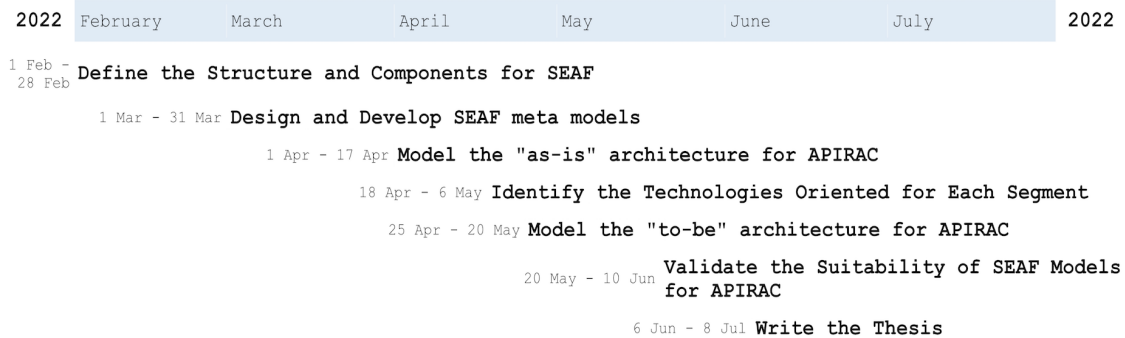 2022 February March April May June July 2022
1 Feb -
28 Feb
Define the Structure and Components for SEAF
1 Mar - 31 Mar Design and Develop SEAF meta models
1 Apr - 17 Apr Model the "as-is" architecture for APIRAC
18 Apr - 6 May Identify the Technologies Oriented for Each Segment
25 Apr - 20 May Model the "to-be" architecture for APIRAC
20 May - 10 Jun
Validate the Suitability of SEAF Models
for APIRAC
6 Jun - 8 Jul Write the Thesis